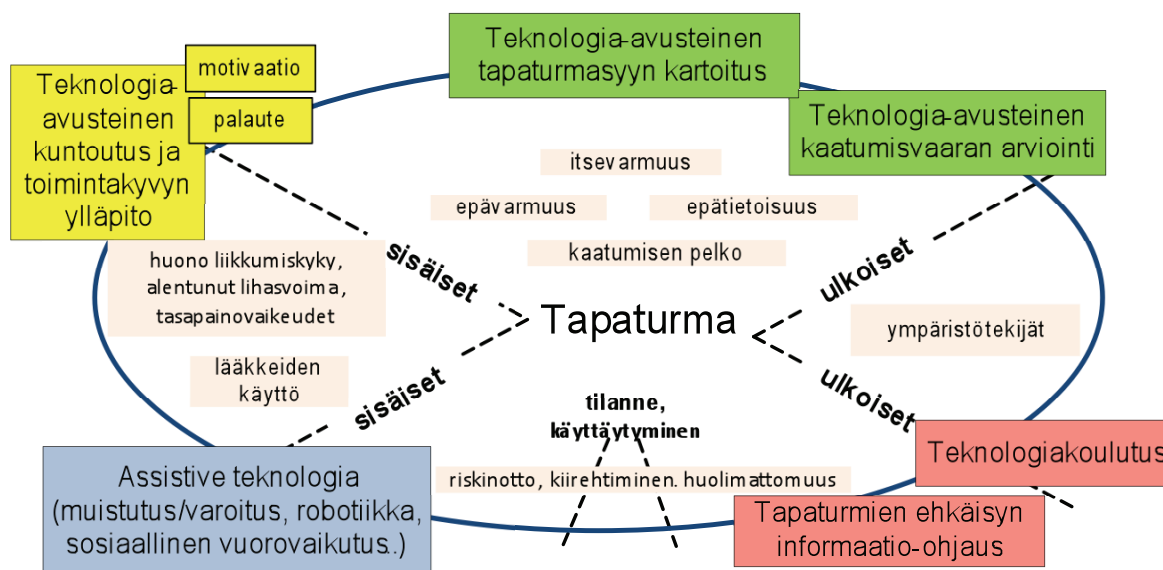 Teknologia-avusteinen
tapaturmasyyn kartoitus
motivaatio
palaute
Teknologia-
avusteinen
kuntoutus ja
toimintakyvyn
ylläpito
Teknologia-avusteinen
kaatumisvaaran arviointi
itsevarmuus
epävarmuus
epätietoisuus
kaatumisen pelko
sisäiset
ulkoiset
huono liikkumiskyky,
alentunut lihasvoima,
tasapainovaikeudet
Tapaturma
ympäristötekijät
lääkkeiden
käyttö
sisäiset
ulkoiset
tilanne,
käyttäytyminen
Teknologiakoulutus
Assistive teknologia
(muistutus/varoitus, robotiikka,
sosiaallinen vuorovaikutus..)
riskinotto, kiirehtiminen. huolimattomuus
Tapaturmien ehkäisyn
informaatio-ohjaus